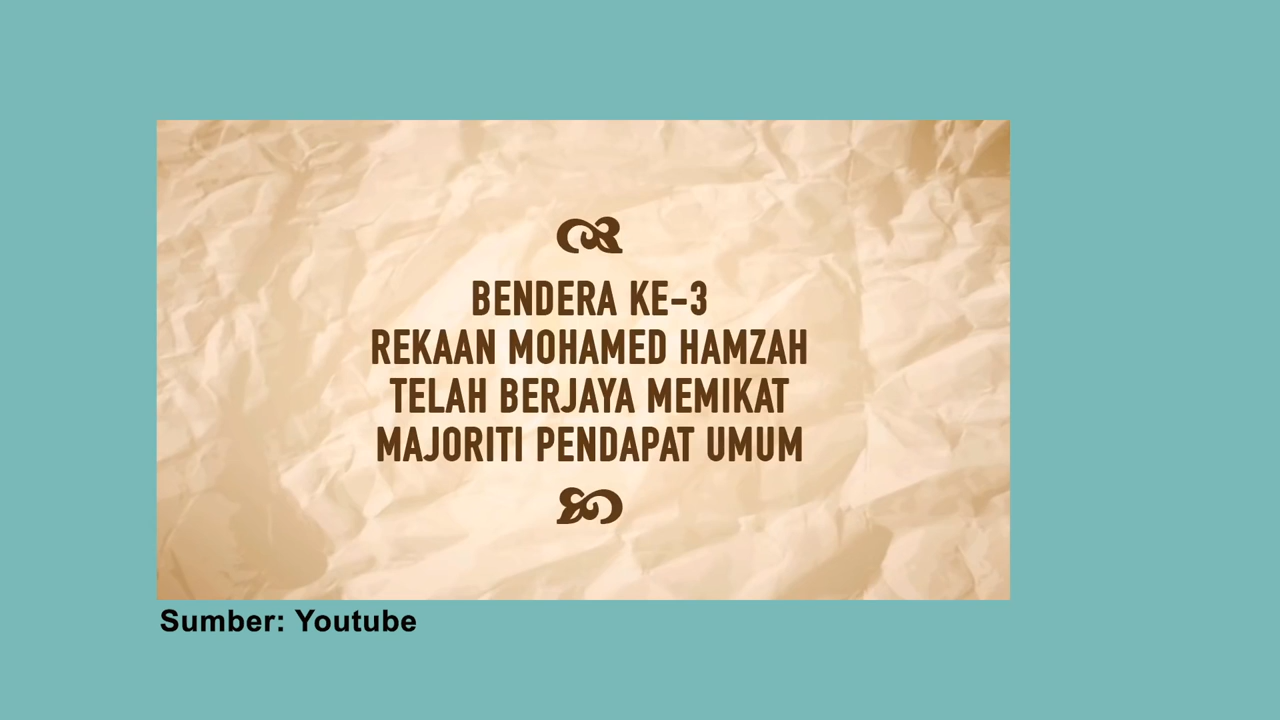 BENDERA KE-3
REKAAN MOHAMED HAMZAH
TELAH BERJAYA MEMIKAT
MAJORITI PENDAPAT UMUM
Sumber: Youtube